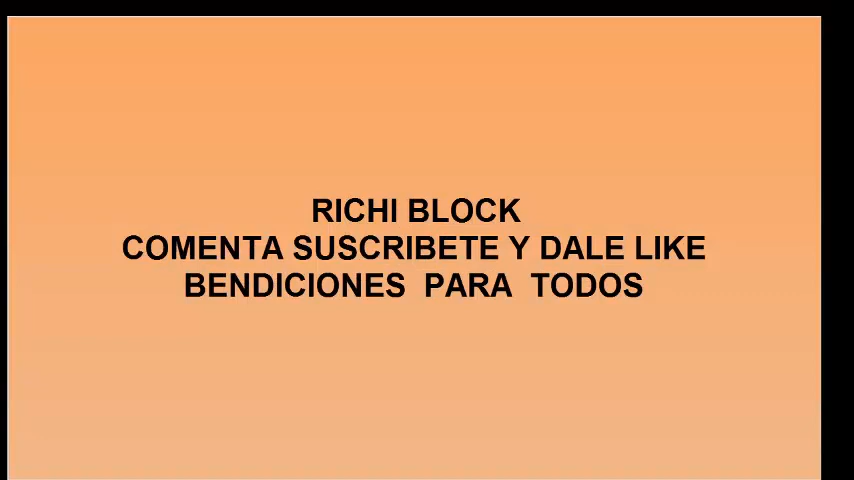 RICHI BLOCK
COMENTA SUSCRIBETE Y DALE LIKE
BENDICIONES PARA TODOS